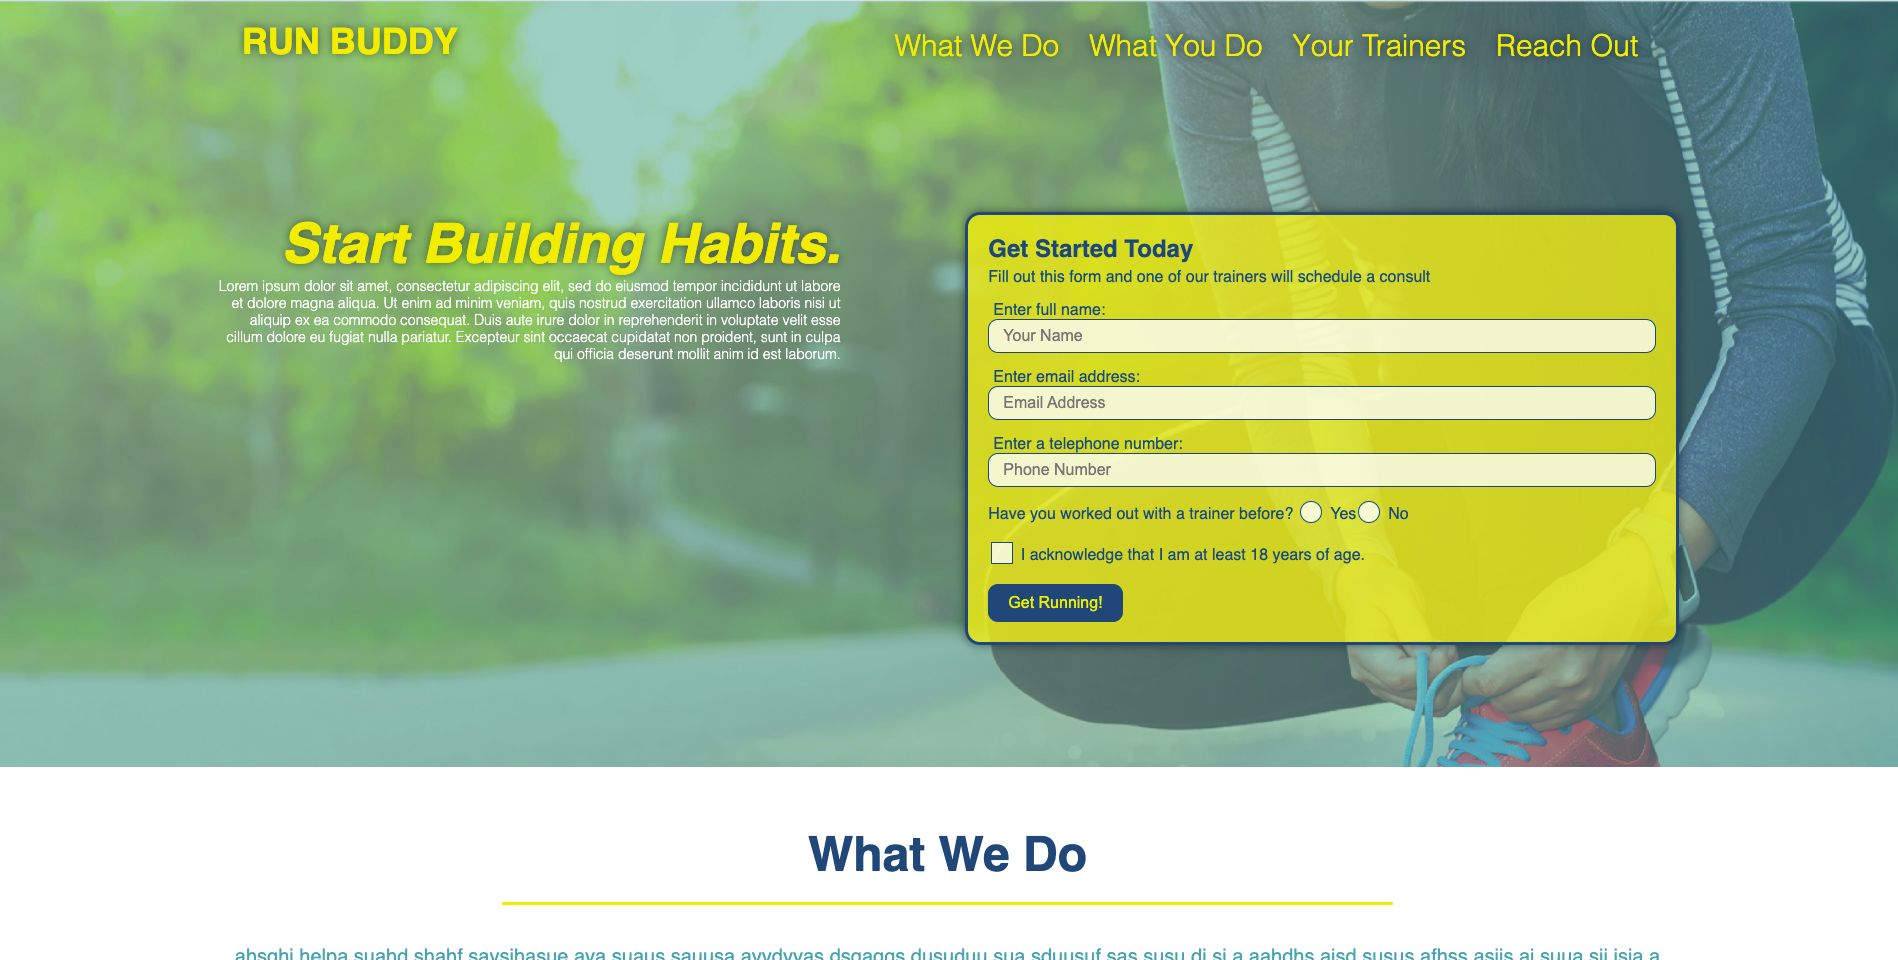 RUN BUDDY
What We Do What You Do Your Trainers Reach Out
Start Building Habits.
Lorem ipsum dolor sit amet, consectetur adipiscing elit, sed do eiusmod tempor incididunt ut labore
et dolore magna aliqua. Ut enim ad minim veniam, quis nostrud exercitation ullamco laboris nisi ut
aliquip ex ea commodo consequat. Duis aute irure dolor in reprehenderit in voluptate velit esse
cillum dolore eu fugiat nulla pariatur. Excepteur sint occaecat cupidatat non proident, sunt in culpa
qui officia deserunt mollit anim id est laborum.
Get Started Today
Fill out this form and one of our trainers will schedule a consult
Enter full name:
Your Name
Enter email address:
Email Address
Enter a telephone number:
Phone Number
Have you worked out with a trainer before? Yes No
I acknowledge that I am at least 18 years of age.
Get Running!
What We Do